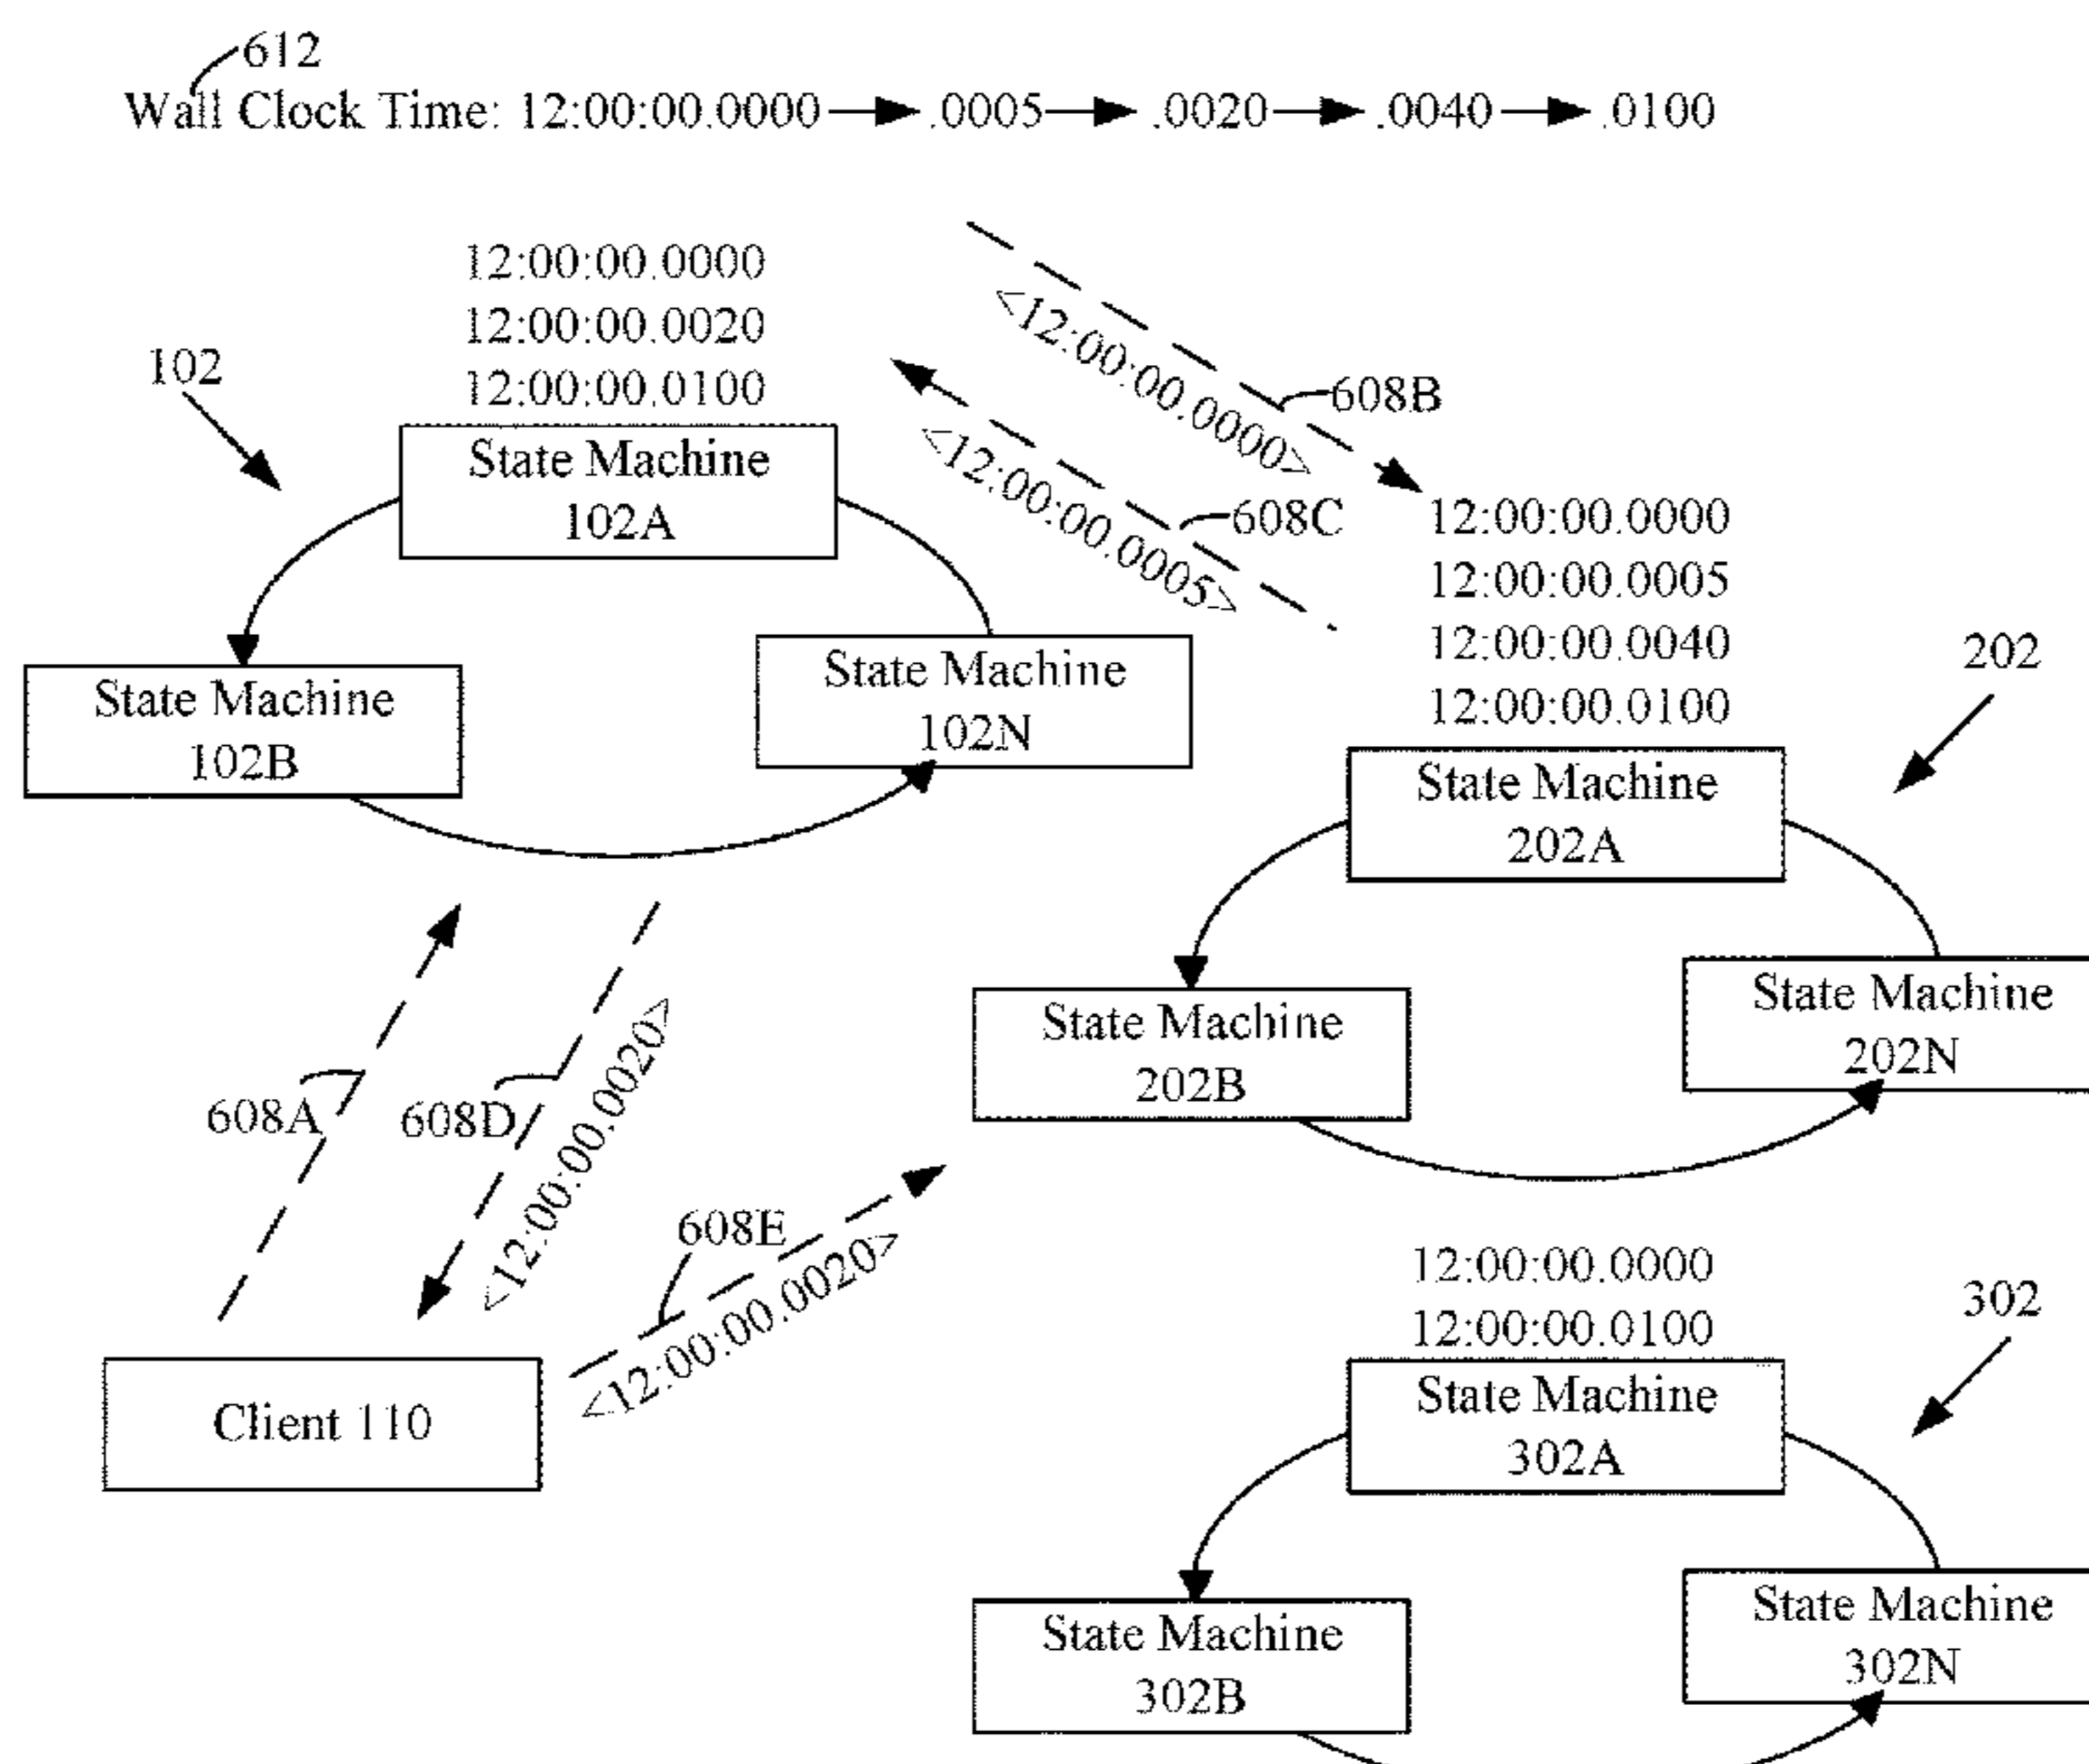 612
Wall Clock Time: 12:00:00.0000 .0005 .0020 .0040 .0100
12:00:00.0000
12:00:00.0020
12:00:00.0100
102
State Machine
102A
State Machine
102B
State Machine
102N
<12:00:00.0000>
608B
<12:00:00.0005>
608C
12:00:00.0000
12:00:00.0005
12:00:00.0040
12:00:00.0100
202
State Machine
202A
State Machine
202B
State Machine
202N
608A
608D
<12:00:00.0020>
608E
<12:00:00.0020>
Client 110
12:00:00.0000
12:00:00.0100
302
State Machine
302A
State Machine
302B
State Machine
302N